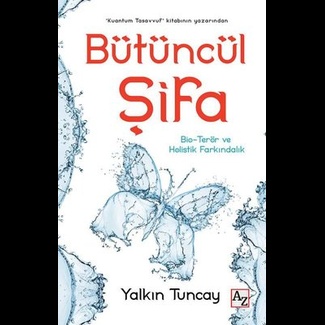 "Kuantum Tasavvuf" kitabının yazarından
Bütüncül
Şifa
Bio-Terör ve
Holistik Farkındalık
Yalkın Tuncay
AZ